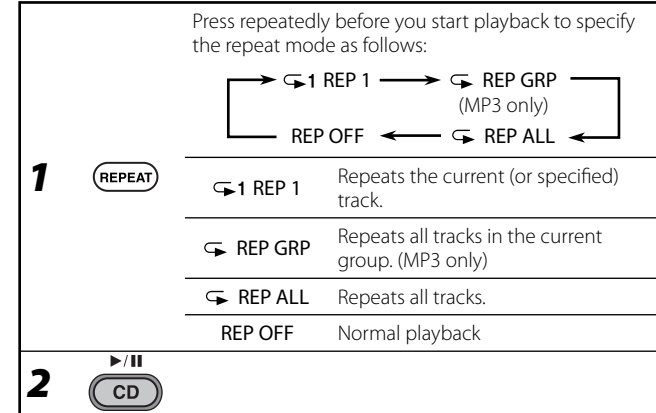 Press repeatedly before you start playback to specify
the repeat mode as follows:
1 REP 1 REP GRP
(MP3 only)
REP OFF REP ALL
1 REPEAT
1 REP 1 Repeats the current (or specified)
track.
REP GRP Repeats all tracks in the current
group. (MP3 only)
REP ALL Repeats all tracks.
REP OFF Normal playback
2 CD